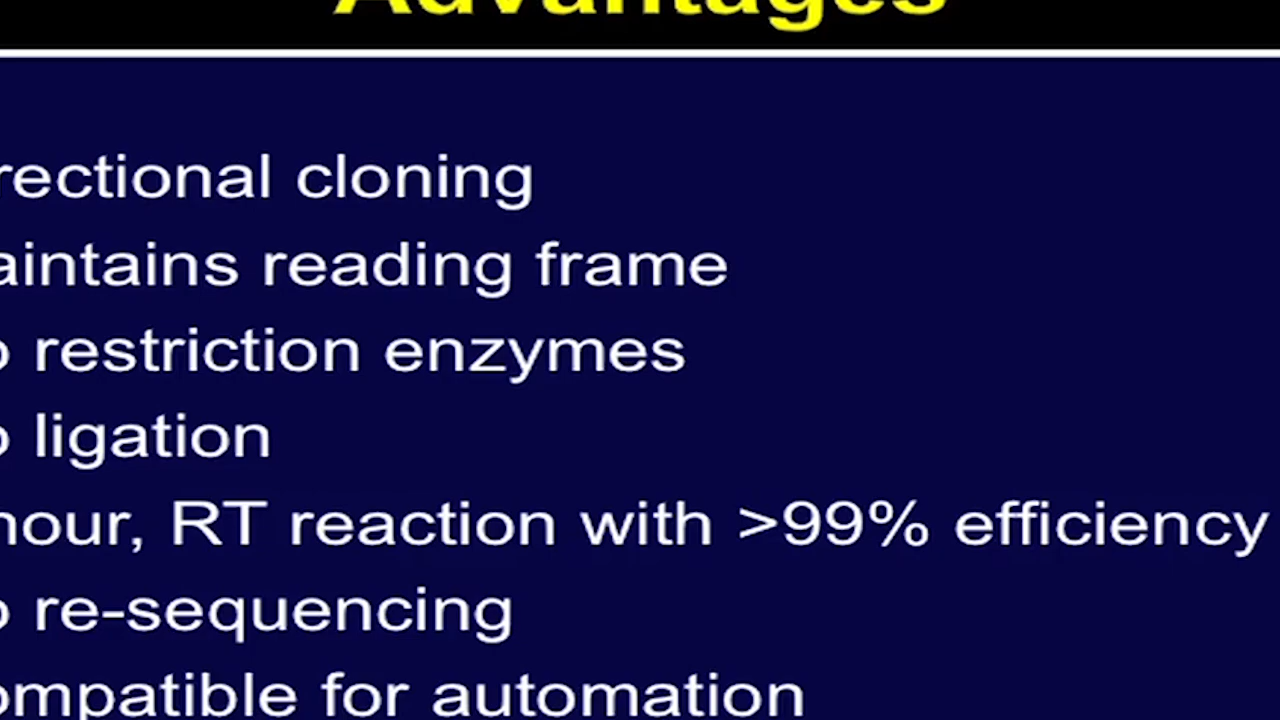 Advantages
rectional cloning
aintains reading frame
o restriction enzymes
o ligation
hour, RT reaction with >99% efficiency
o re-sequencing
ompatible for automation